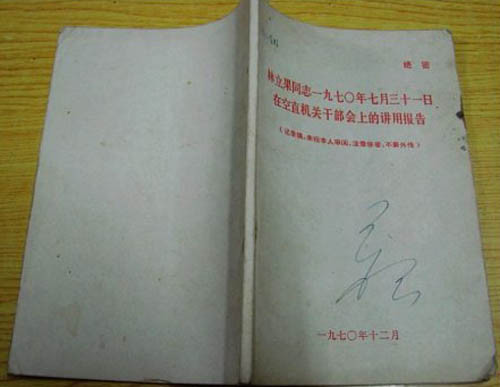 绝密
林立果同志一九七〇年七月三十一日
在空直机关干部会上的讲用报告
（记录稿，未经本人审阅，注意保密，不要外传）
一九七〇年十二月